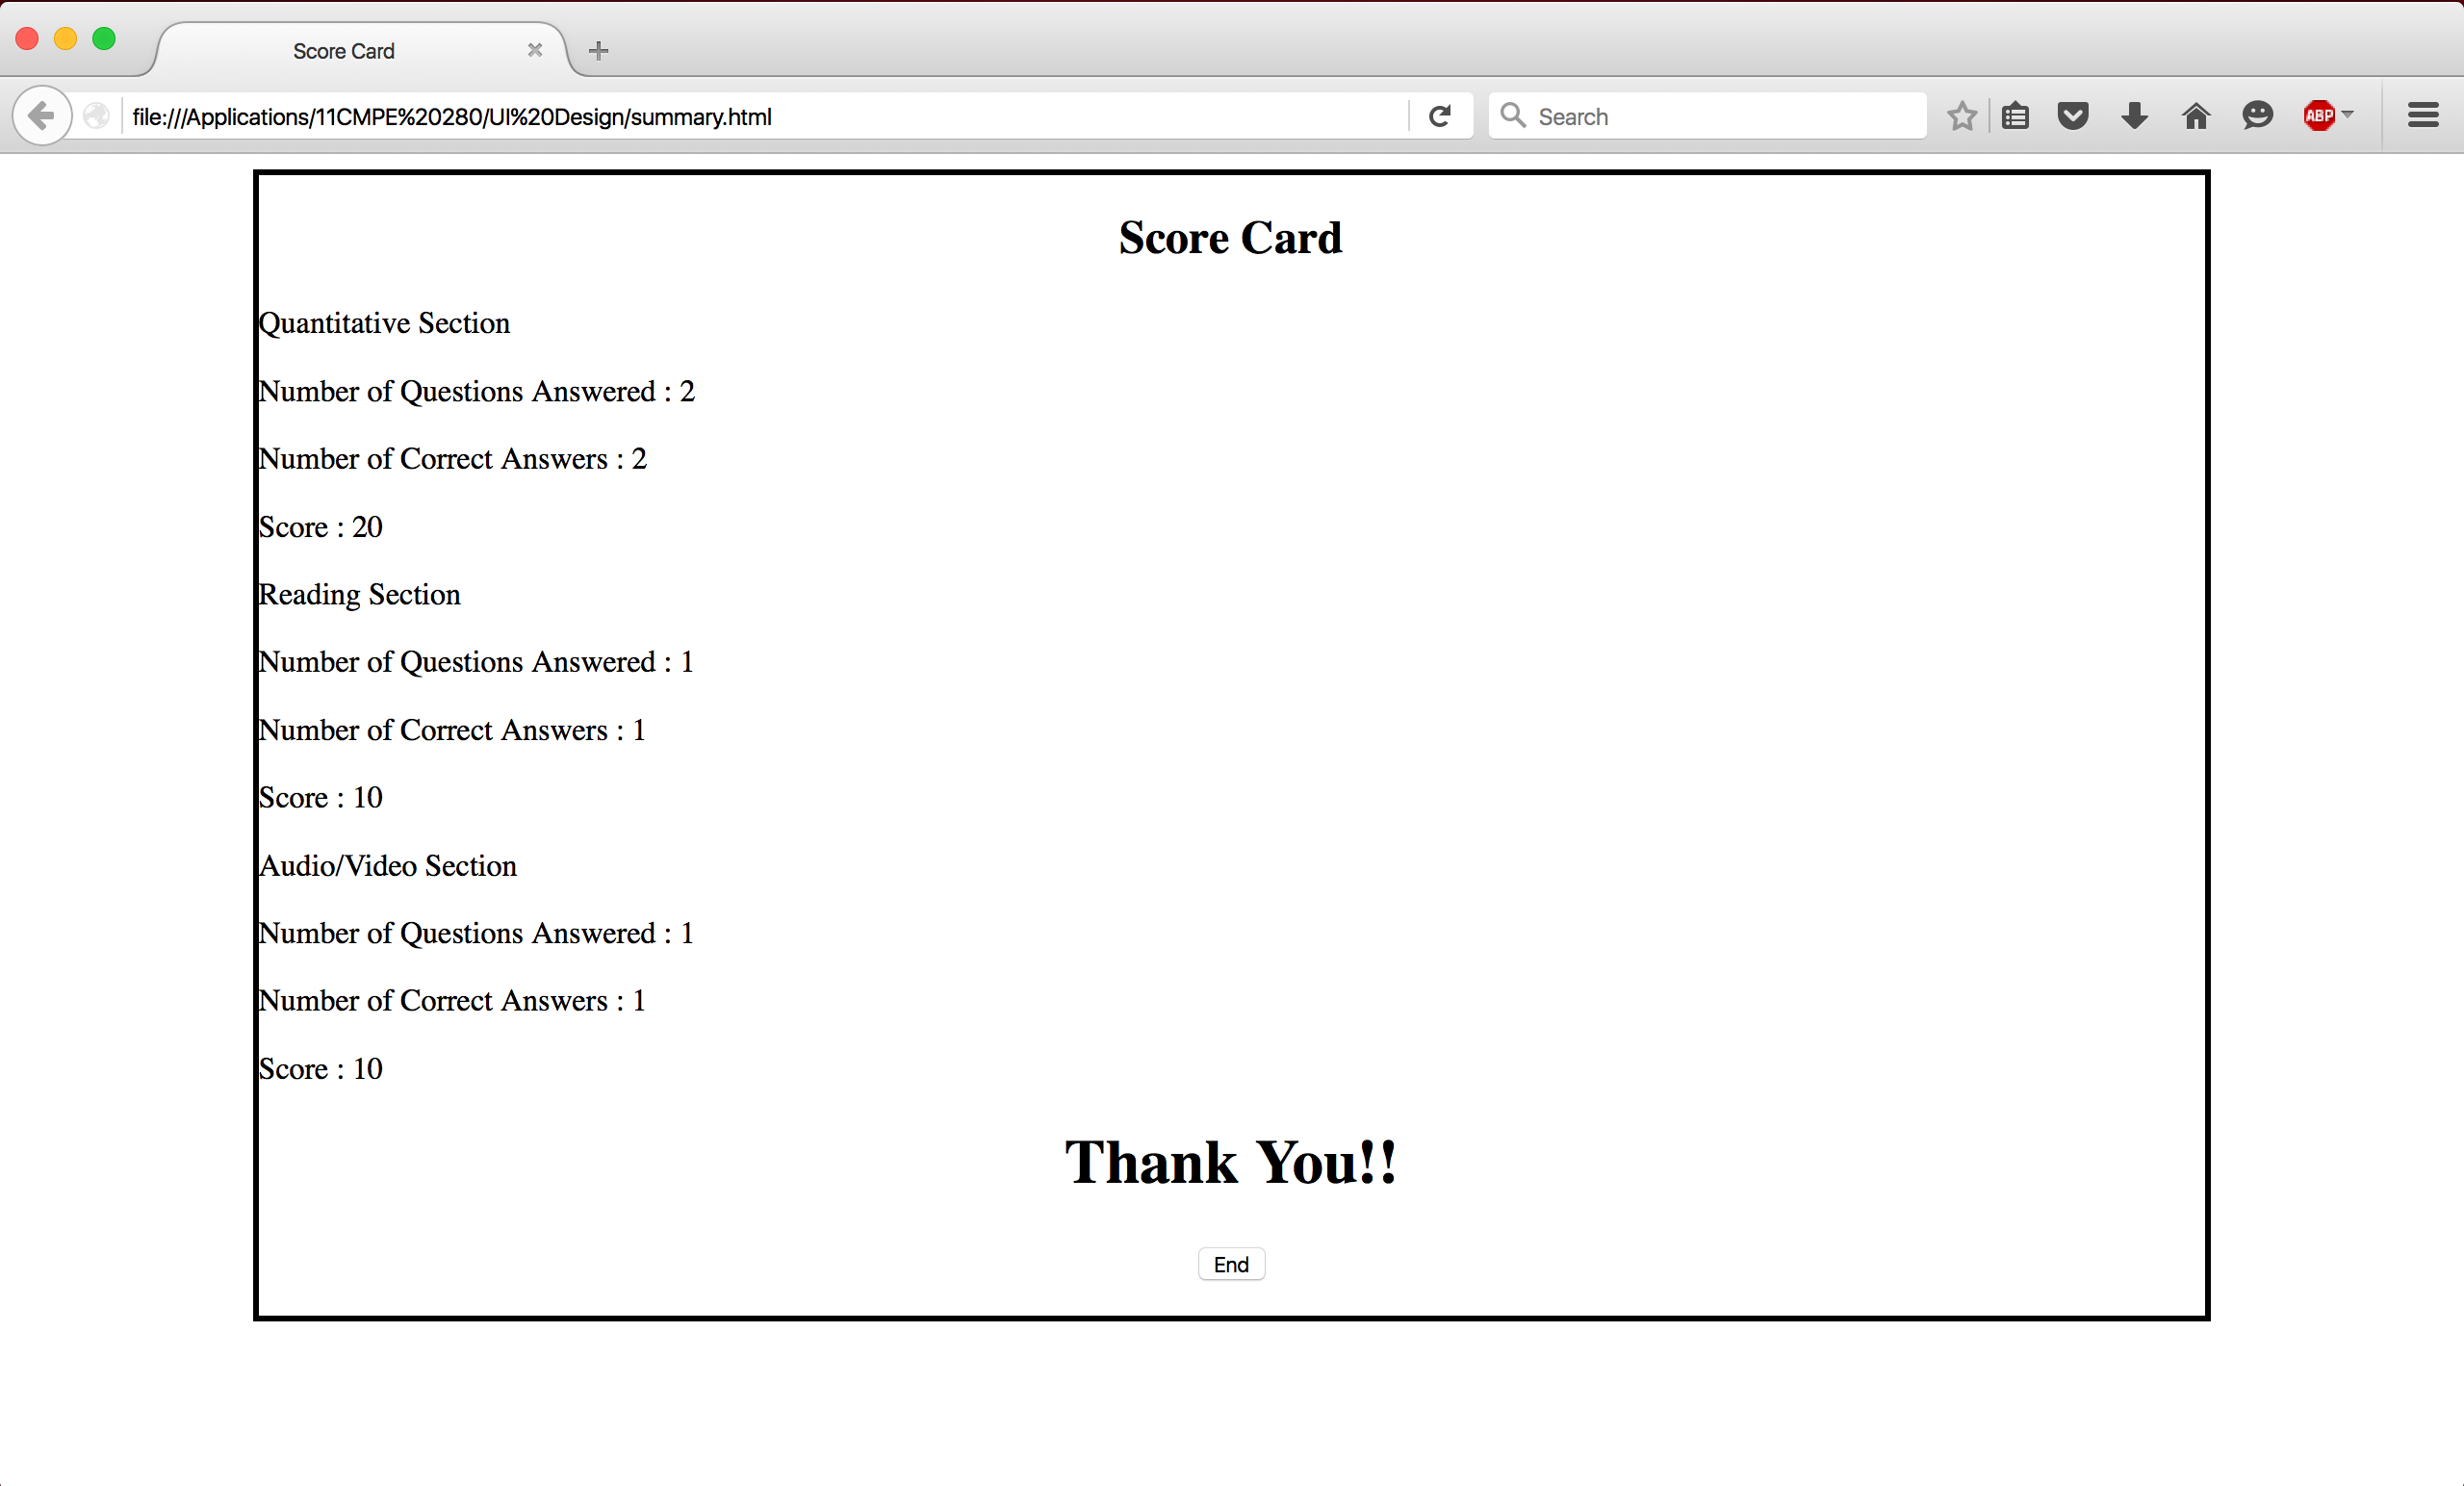 Score Card
file:///Applications/11CMPE%20280/UI%20Design/summary.html
Search
ABP
Score Card
Quantitative Section
Number of Questions Answered : 2
Number of Correct Answers : 2
Score : 20
Reading Section
Number of Questions Answered : 1
Number of Correct Answers : 1
Score : 10
Audio/Video Section
Number of Questions Answered : 1
Number of Correct Answers : 1
Score : 10
Thank You!!
End